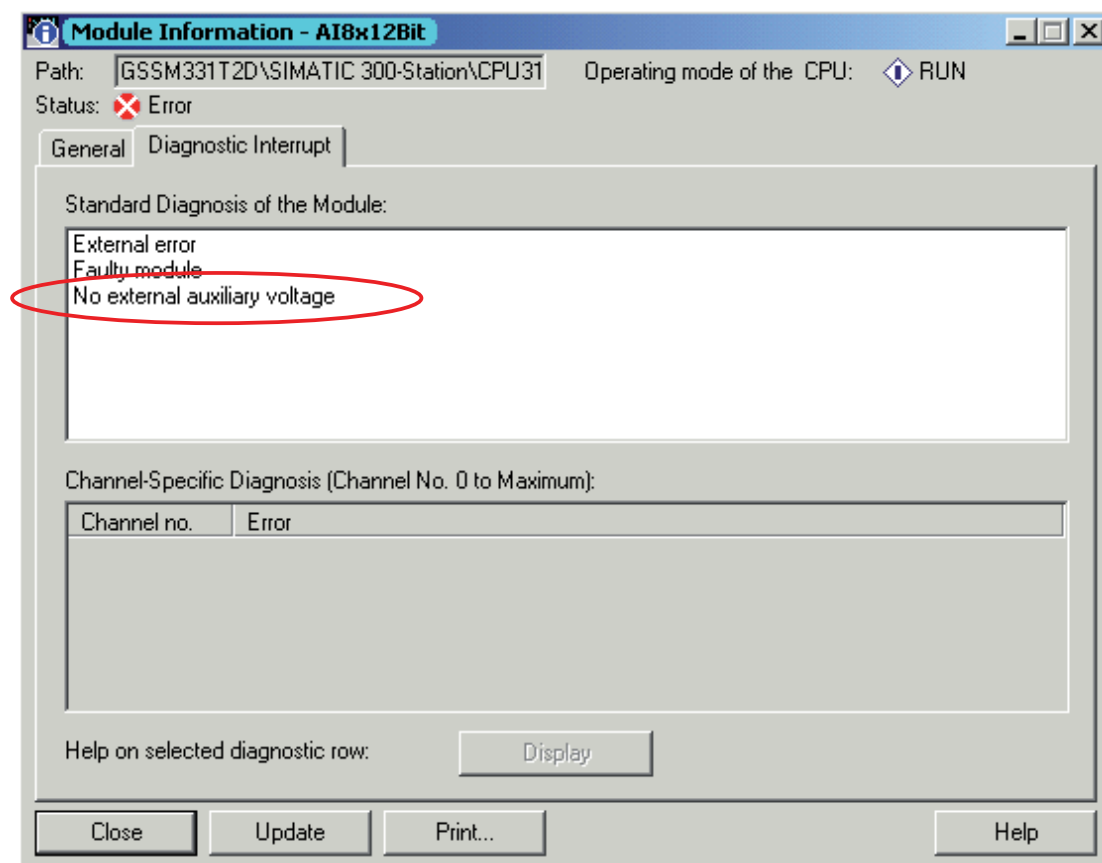 Module Information - AI8x12Bit
Path: GSSM331T2D\SIMATIC 300-Station\CPU31 Operating mode of the CPU: RUN
Status: Error
General Diagnostic Interrupt
Standard Diagnosis of the Module:
External error
Faulty module
No external auxiliary voltage
Channel-Specific Diagnosis (Channel No. 0 to Maximum):
Channel no. Error
Help on selected diagnostic row: Display
Close Update Print... Help